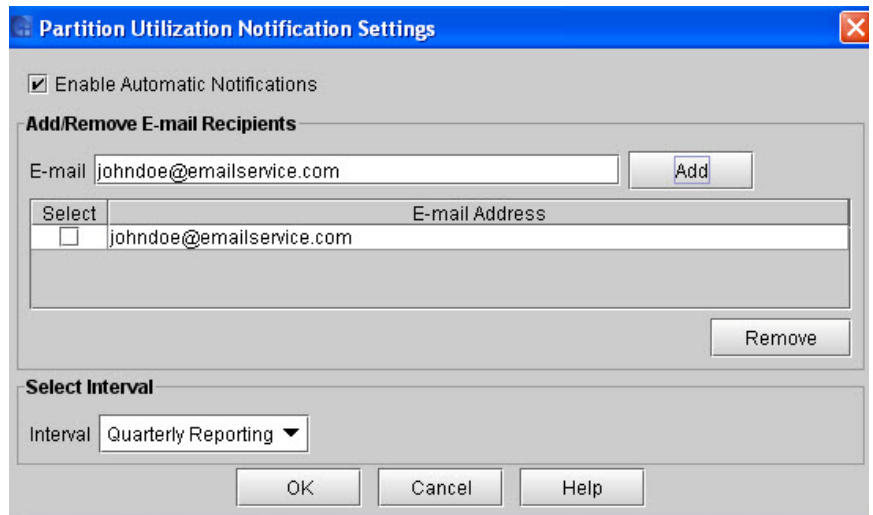 Partition Utilization Notification Settings
Enable Automatic Notifications
Add/Remove E-mail Recipients
E-mail johndoe@emailservice.com Add
Select E-mail Address
johndoe@emailservice.com
Remove
Select Interval
Interval Quarterly Reporting
OK Cancel Help